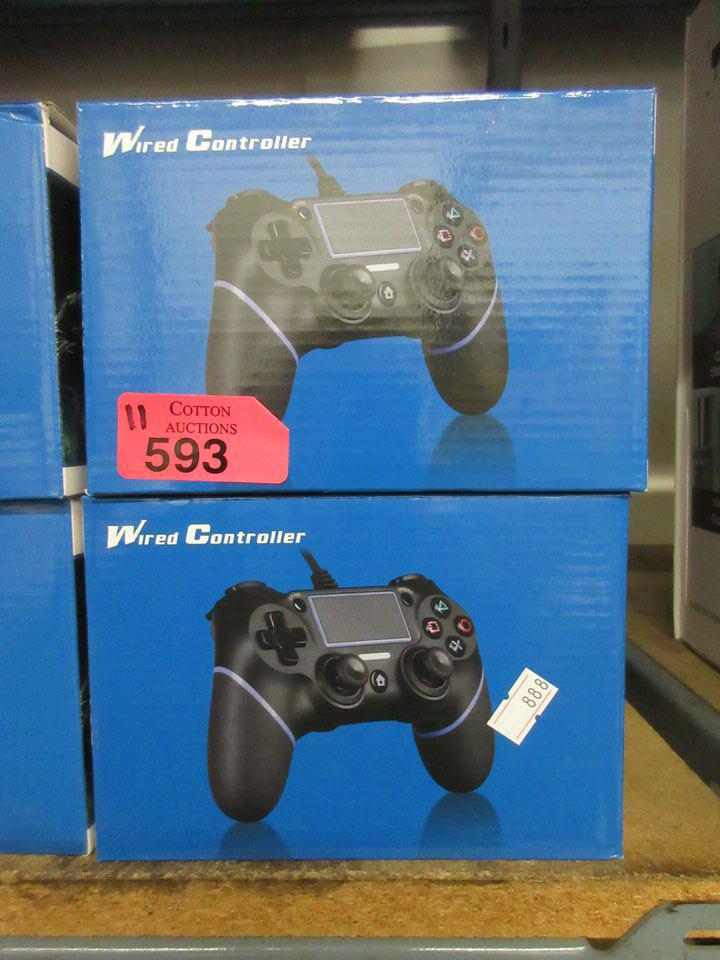 Wired Controller
11 COTTON
AUCTIONS
593
Wired Controller
888